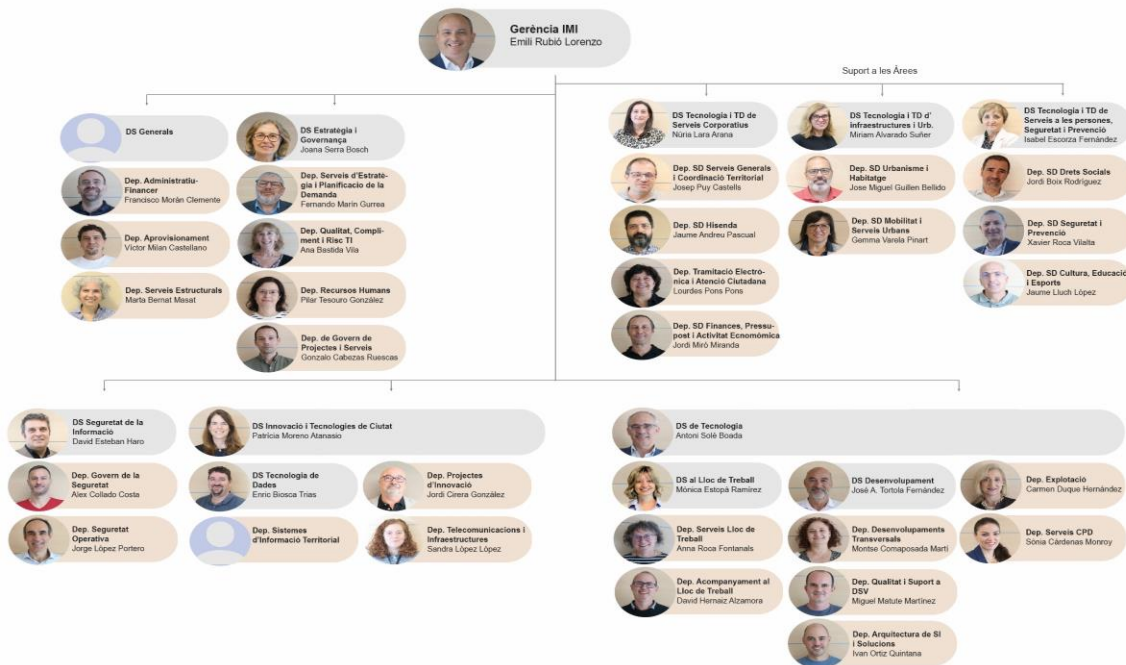 Gerència IMI
Emili Rubió Lorenzo
Suport a les Àrees
DS Generals
Dep. Administratiu-
Financer
Francisco Morán Clemente
Dep. Aprovisionament
Víctor Milan Castellano
Dep. Serveis Estructurals
Marta Bernat Masat
DS Estratègia i
Governança
Joana Serra Bosch
Dep. Serveis d'Estratè-
gia i Planificacio de la
Demanda
Fernando Marin Gurrea
Dep. Qualitat, Compli-
ment i Risc TI
Ana Bastida Vila
Dep. Recursos Humans
Pilar Tesouro González
Dep. de Govern de
Projectes i Serveis
Gonzalo Cabezas Ruescas
DS Tecnologia i TD de
Serveis Corporatius
Núria Lara Arana
Dep. SD Serveis Generals
i Coordinació Territorial
Josep Puy Castells
Dep. SD Hisenda
Jaume Andreu Pascual
Dep. Tramitació Electrò-
nica i Atenció Ciutadana
Lourdes Pons Pons
Dep. SD Finances, Pressu-
post i Activitat Ecnomòmica
Jordi Miró Miranda
DS Tecnologia i TD d'
infraestructures i Urb.
Miriam Alvarado Suñer
Dep. SD Urbanisme i
Habitatge
Jose Miguel Guillen Bellido
Dep. SD Mobilitat i
Serveis Urbans
Gemma Varela Pinart
DS Tecnologia i TD de
Serveis a les persones,
Seguretat i Prevenció
Isabel Escorza Fernández
Dep. SD Drets Socials
Jordi Boix Rodríguez
Dep. SD Seguretat i
Prevenció
Xavier Roca Vilalta
Dep. SD Cultura, Educació
i Esports
Jaume Lluch López
DS Seguretat de la
Informació
David Esteban Haro
Dep. Govern de la
Seguretat
Alex Collado Costa
Dep. Seguretat
Operativa
Jorge López Portero
DS Innovació i Tecnologies de Ciutat
Patrícia Moreno Atanasio
DS Tecnologia de
Dades
Enric Biosca Trias
Dep. Sistemes
d'Informació Territorial
Dep. Projectes
d'Innovació
Jordi Cirera González
Dep. Telecomunicacions i
Infraestructures
Sandra López López
DS de Tecnologia
Antoni Solé Boada
DS al Lloc de Treball
Mònica Estopá Ramírez
Dep. Serveis Lloc de
Treball
Anna Roca Fontanals
Dep. Acompanyament al
Lloc de Treball
David Hernaiz Alzamora
DS Desenvolupament
José A. Tortola Fernández
Dep. Desenvolupaments
Transversals
Montse Comaposada Martí
Dep. Qualitat i Suport a
DSV
Miguel Matute Martínez
Dep. Arquitectura de SI
i Solucions
Ivan Ortiz Quintana
Dep. Explotació
Carmen Duque Hernández
Dep. Serveis CPD
Sònia Cárdenas Monroy